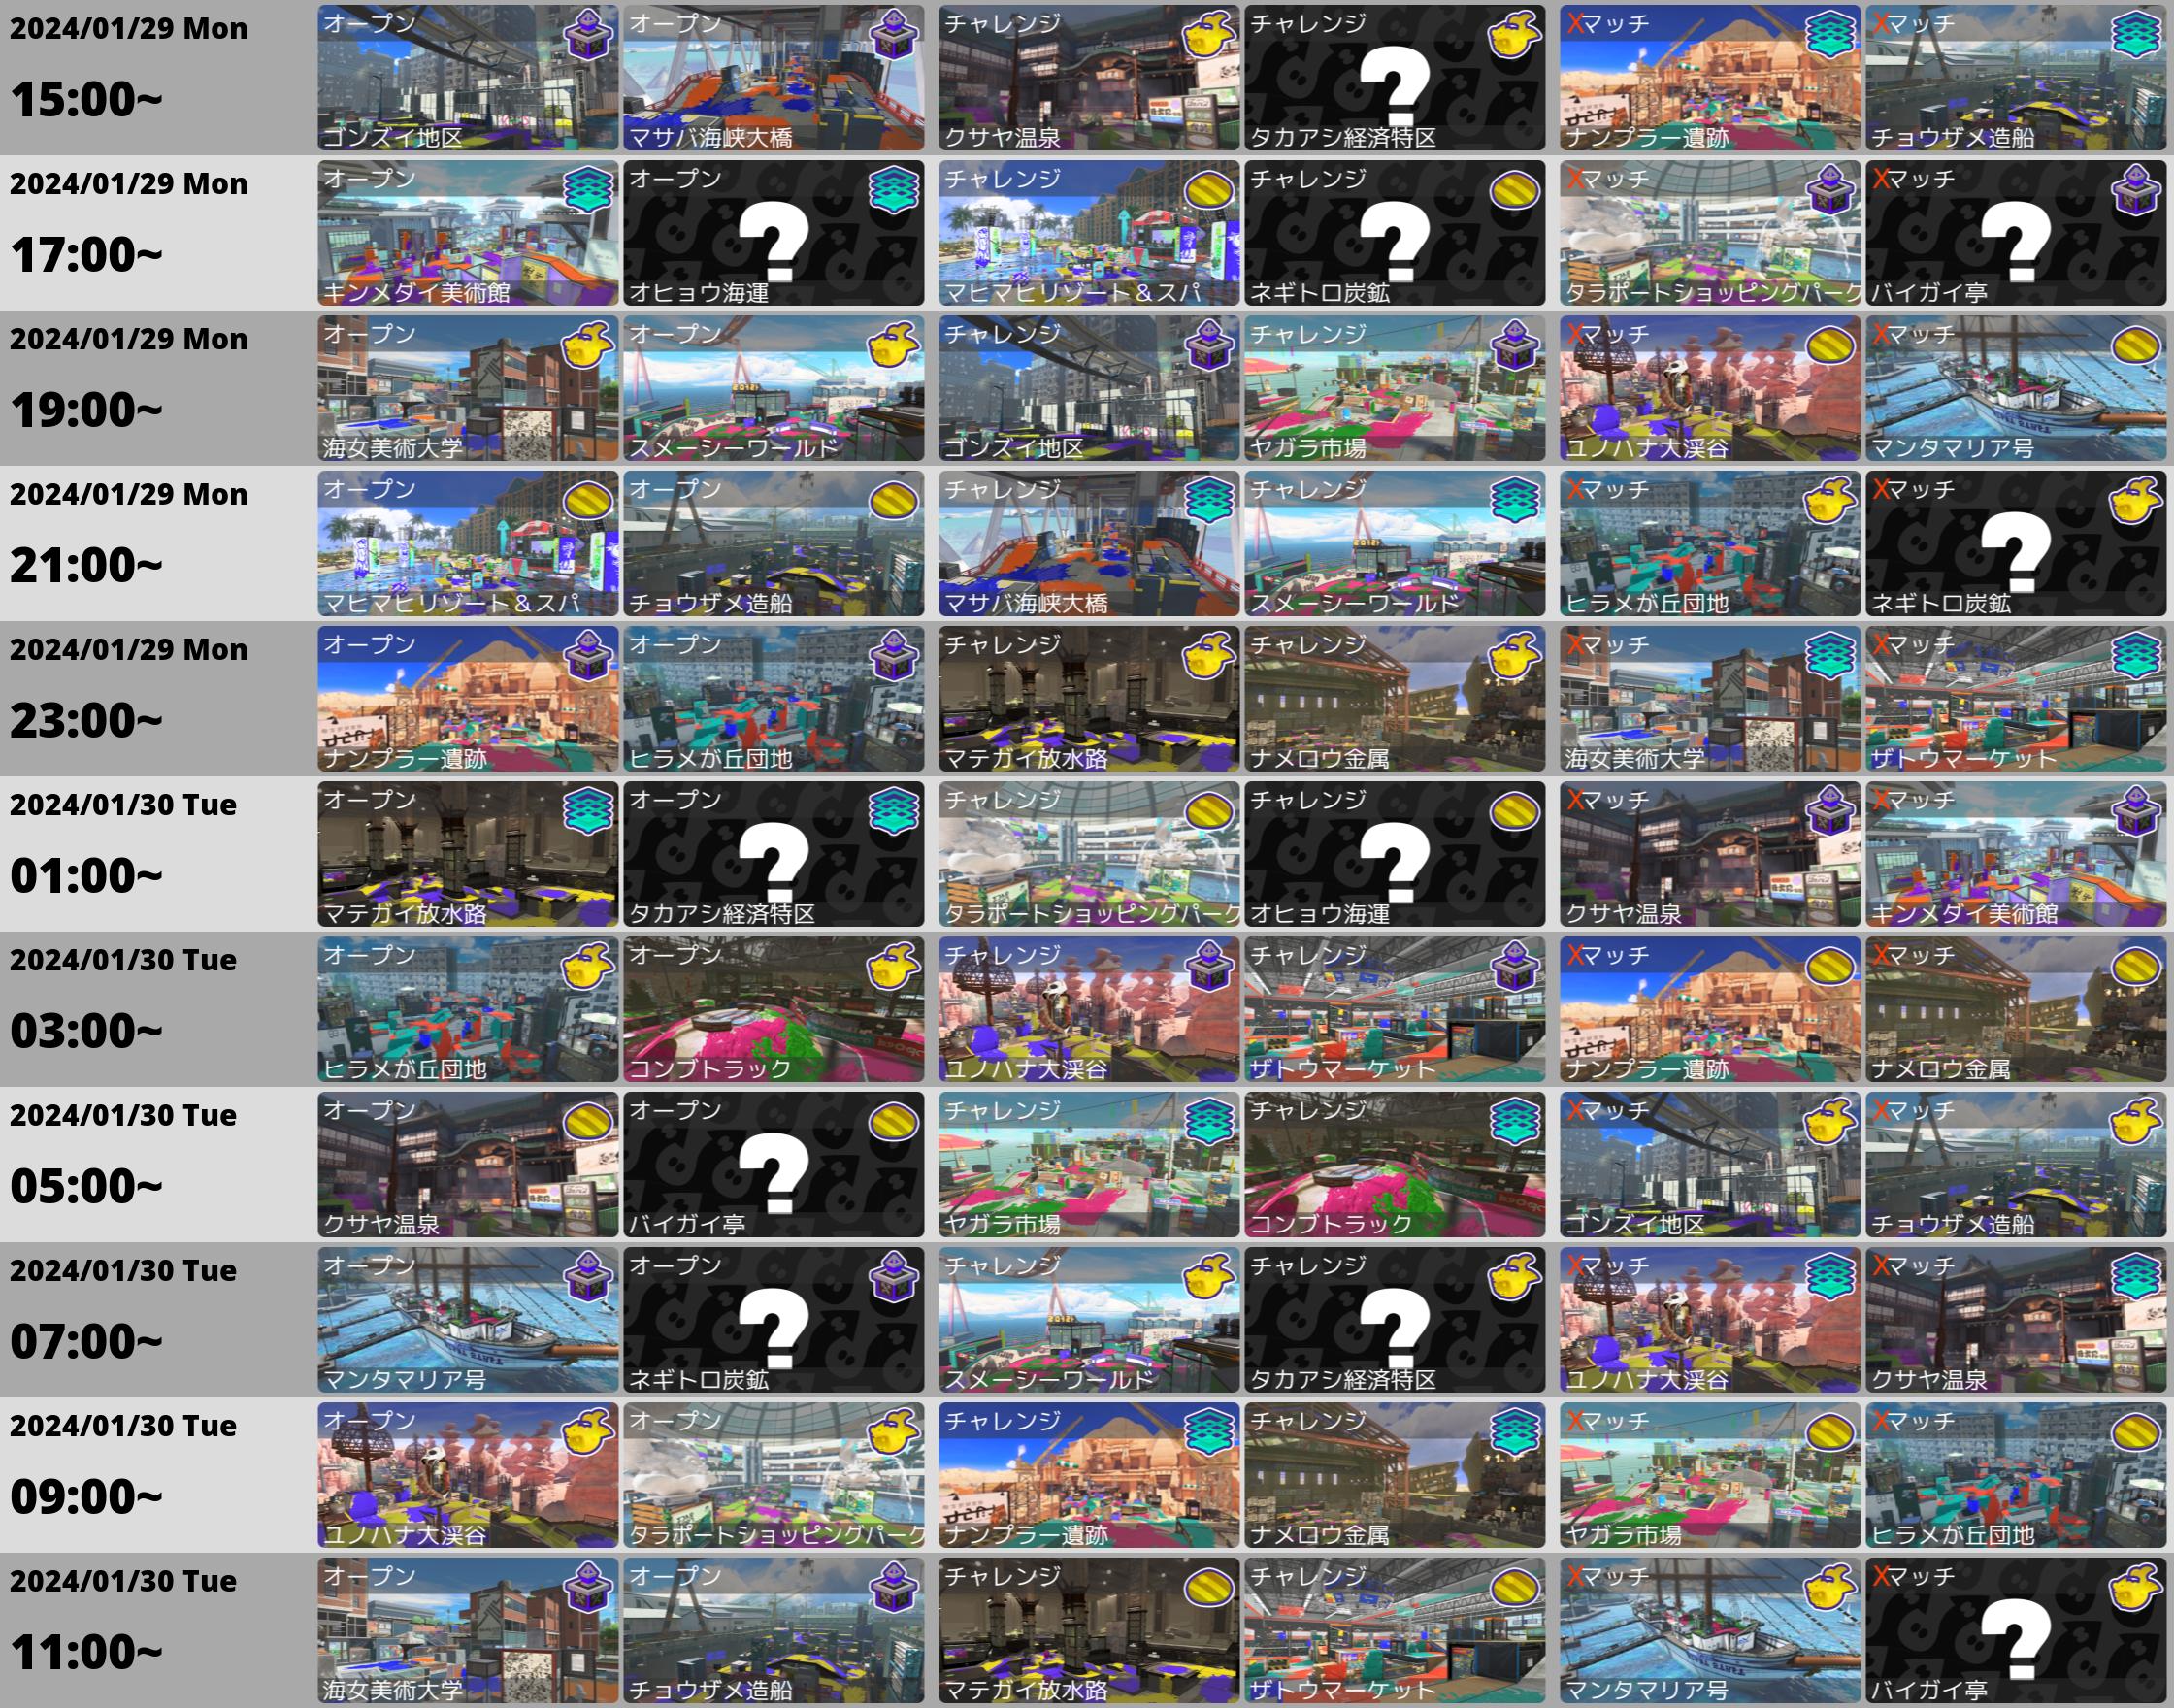 2024/01/29 Mon
15:00~
オープン
ゴンズイ地区
オープン
マサバ海峡大橋
チャレンジ
クサヤ温泉
チャレンジ
?
タカアシ経済特区
Xマッチ
ナンプラー遺跡
Xマッチ
チョウザメ造船
2024/01/29 Mon
17:00~
オープン
キンメダイ美術館
オープン
?
オヒョウ海運
チャレンジ
マヒマヒリゾート&スパ
チャレンジ
?
ネギトロ炭鉱
Xマッチ
タラポートショッピングパーク
Xマッチ
?
バイガイ亭
2024/01/29 Mon
19:00~
オープン
海女美術大学
オープン
スメーシーワールド
チャレンジ
ゴンズイ地区
チャレンジ
ヤガラ市場
Xマッチ
ユノハナ大渓谷
Xマッチ
マンタマリア号
2024/01/29 Mon
21:00~
オープン
マヒマヒリゾート&スパ
オープン
チョウザメ造船
チャレンジ
マサバ海峡大橋
チャレンジ
スメーシーワールド
Xマッチ
ヒラメが丘団地
Xマッチ
?
ネギトロ炭鉱
2024/01/29 Mon
23:00~
オープン
ナンプラー遺跡
オープン
ヒラメが丘団地
チャレンジ
マテガイ放水路
チャレンジ
ナメロウ金属
Xマッチ
海女美術大学
Xマッチ
ザトウマーケット
2024/01/30 Tue
01:00~
オープン
マテガイ放水路
オープン
?
タカアシ経済特区
チャレンジ
タラポートショッピングパーク
チャレンジ
?
オヒョウ海運
Xマッチ
クサヤ温泉
Xマッチ
キンメダイ美術館
2024/01/30 Tue
03:00~
オープン
ヒラメが丘団地
オープン
コンブトラック
チャレンジ
ユノハナ大渓谷
チャレンジ
ザトウマーケット
Xマッチ
ナンプラー遺跡
Xマッチ
ナメロウ金属
2024/01/30 Tue
05:00~
オープン
クサヤ温泉
オープン
?
バイガイ亭
チャレンジ
ヤガラ市場
チャレンジ
コンブトラック
Xマッチ
ゴンズイ地区
Xマッチ
チョウザメ造船
2024/01/30 Tue
07:00~
オープン
マンタマリア号
オープン
?
ネギトロ炭鉱
チャレンジ
スメーシーワールド
チャレンジ
?
タカアシ経済特区
Xマッチ
ユノハナ大渓谷
Xマッチ
クサヤ温泉
2024/01/30 Tue
09:00~
オープン
ユノハナ大渓谷
オープン
タラポートショッピングパーク
チャレンジ
ナンプラー遺跡
チャレンジ
ナメロウ金属
Xマッチ
ヤガラ市場
Xマッチ
ヒラメが丘団地
2024/01/30 Tue
11:00~
オープン
海女美術大学
オープン
チョウザメ造船
チャレンジ
マテガイ放水路
チャレンジ
ザトウマーケット
Xマッチ
マンタマリア号
Xマッチ
?
バイガイ亭